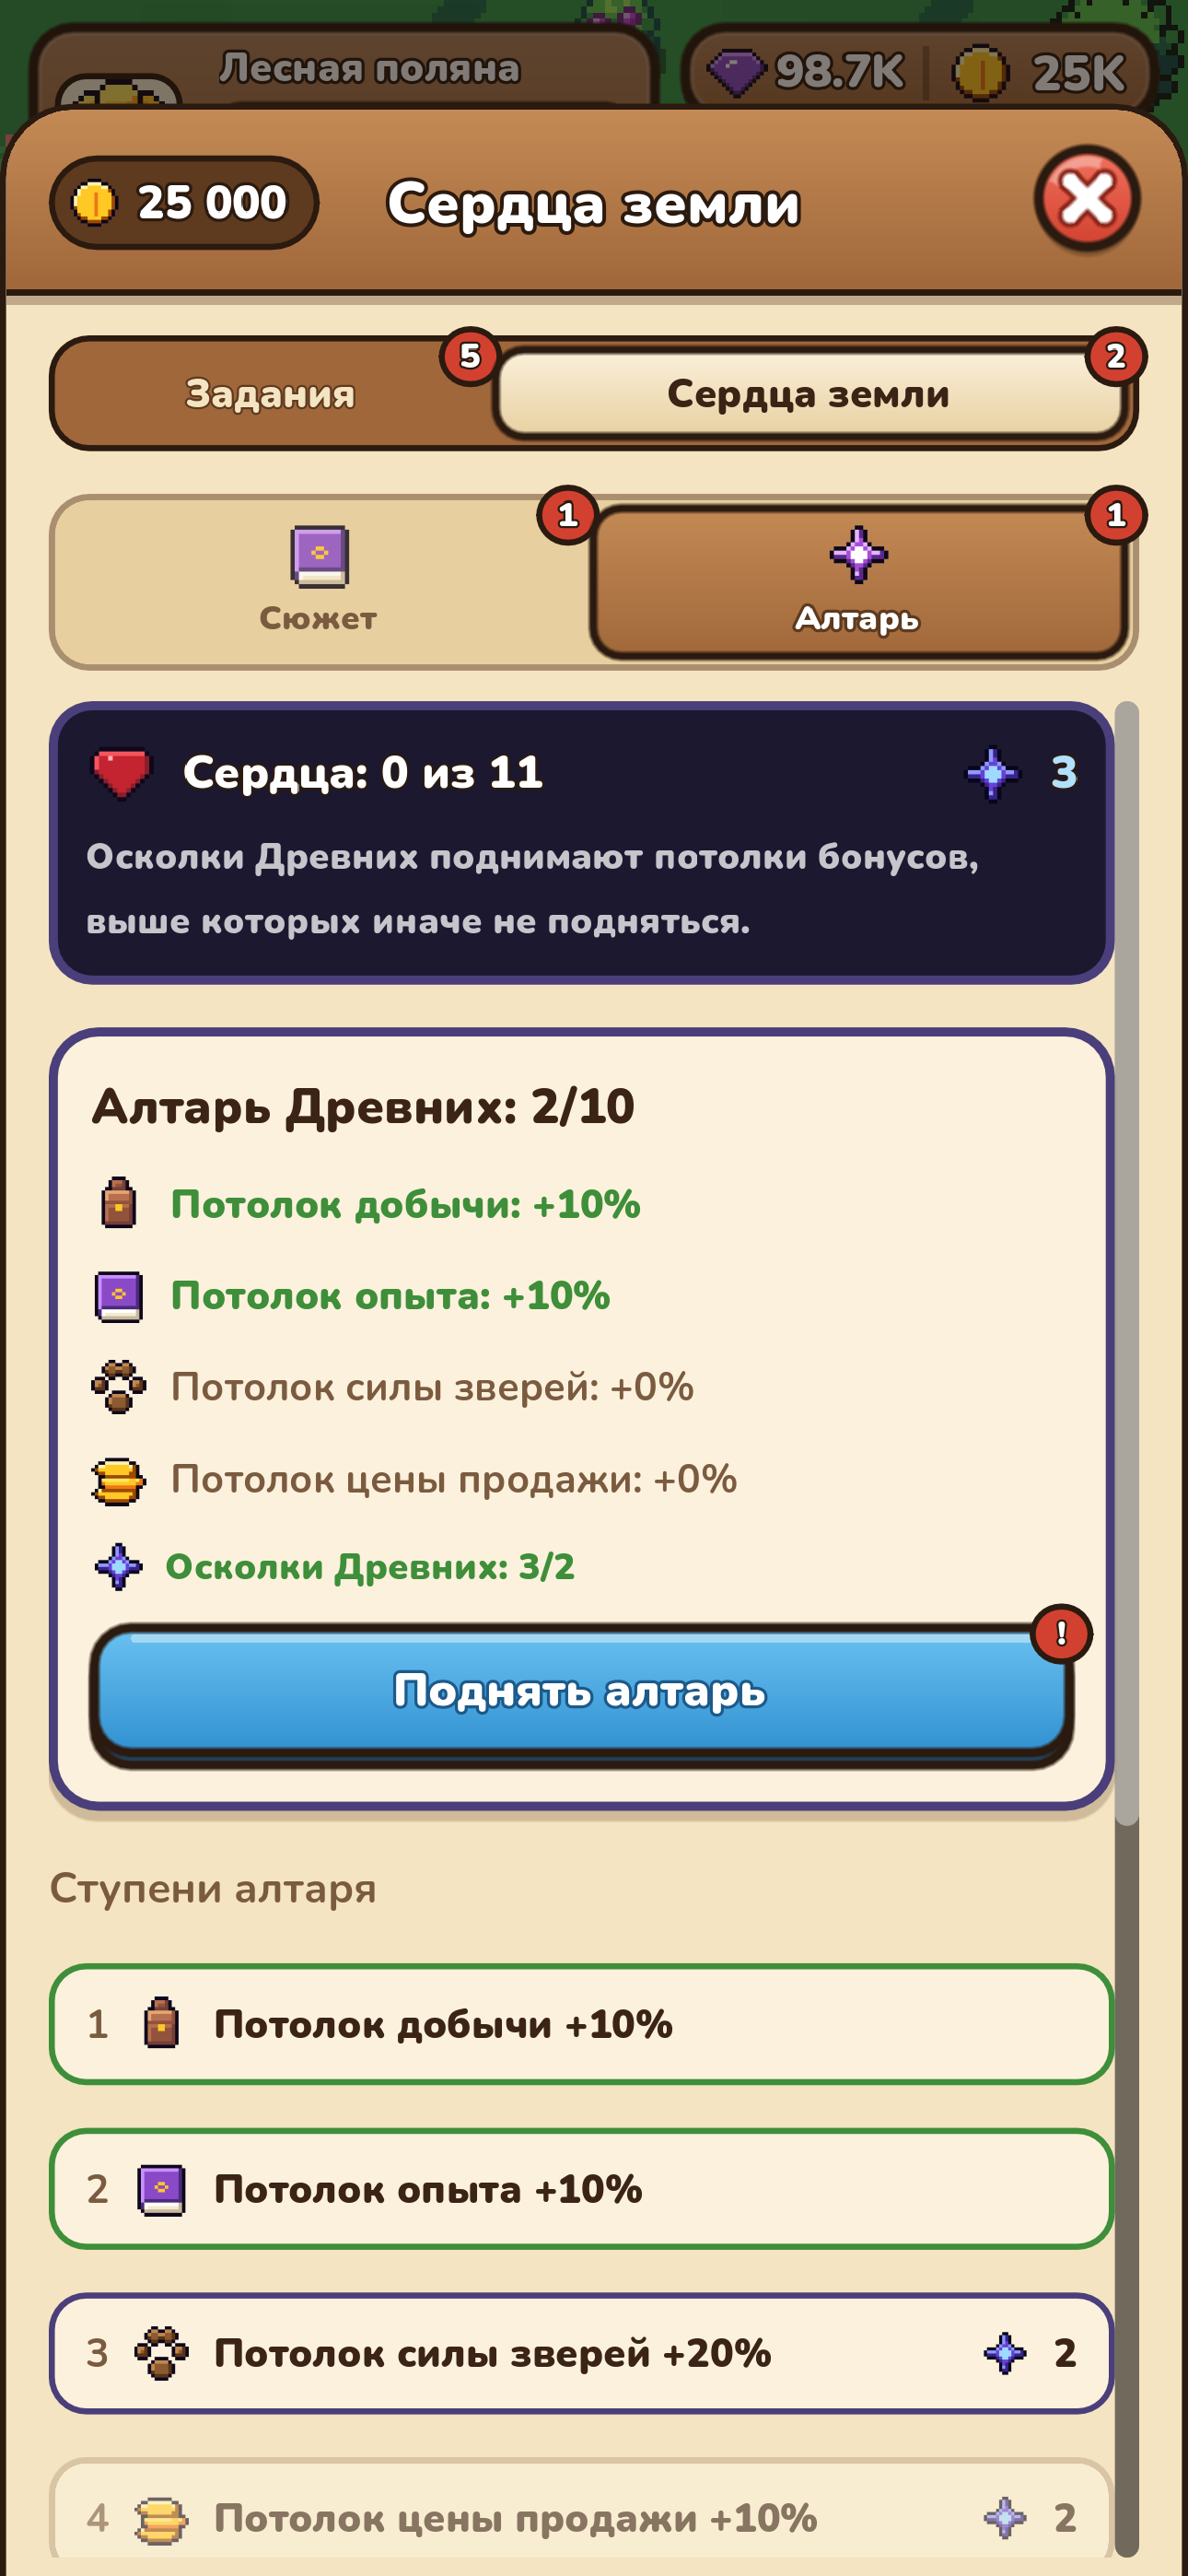 Лесная поляна
98.7K
25K
25 000
Сердца земли
Задания
5
Сердца земли
2
Сюжет
1
Алтарь
1
Сердца: 0 из 11
3
Осколки Древних поднимают потолки бонусов,
выше которых иначе не подняться.
Алтарь Древних: 2/10
Потолок добычи: +10%
Потолок опыта: +10%
Потолок силы зверей: +0%
Потолок цены продажи: +0%
Осколки Древних: 3/2
!
Поднять алтарь
Ступени алтаря
1 Потолок добычи +10%
2 Потолок опыта +10%
3 Потолок силы зверей +20% 2
4 Потолок цены продажи +10% 2